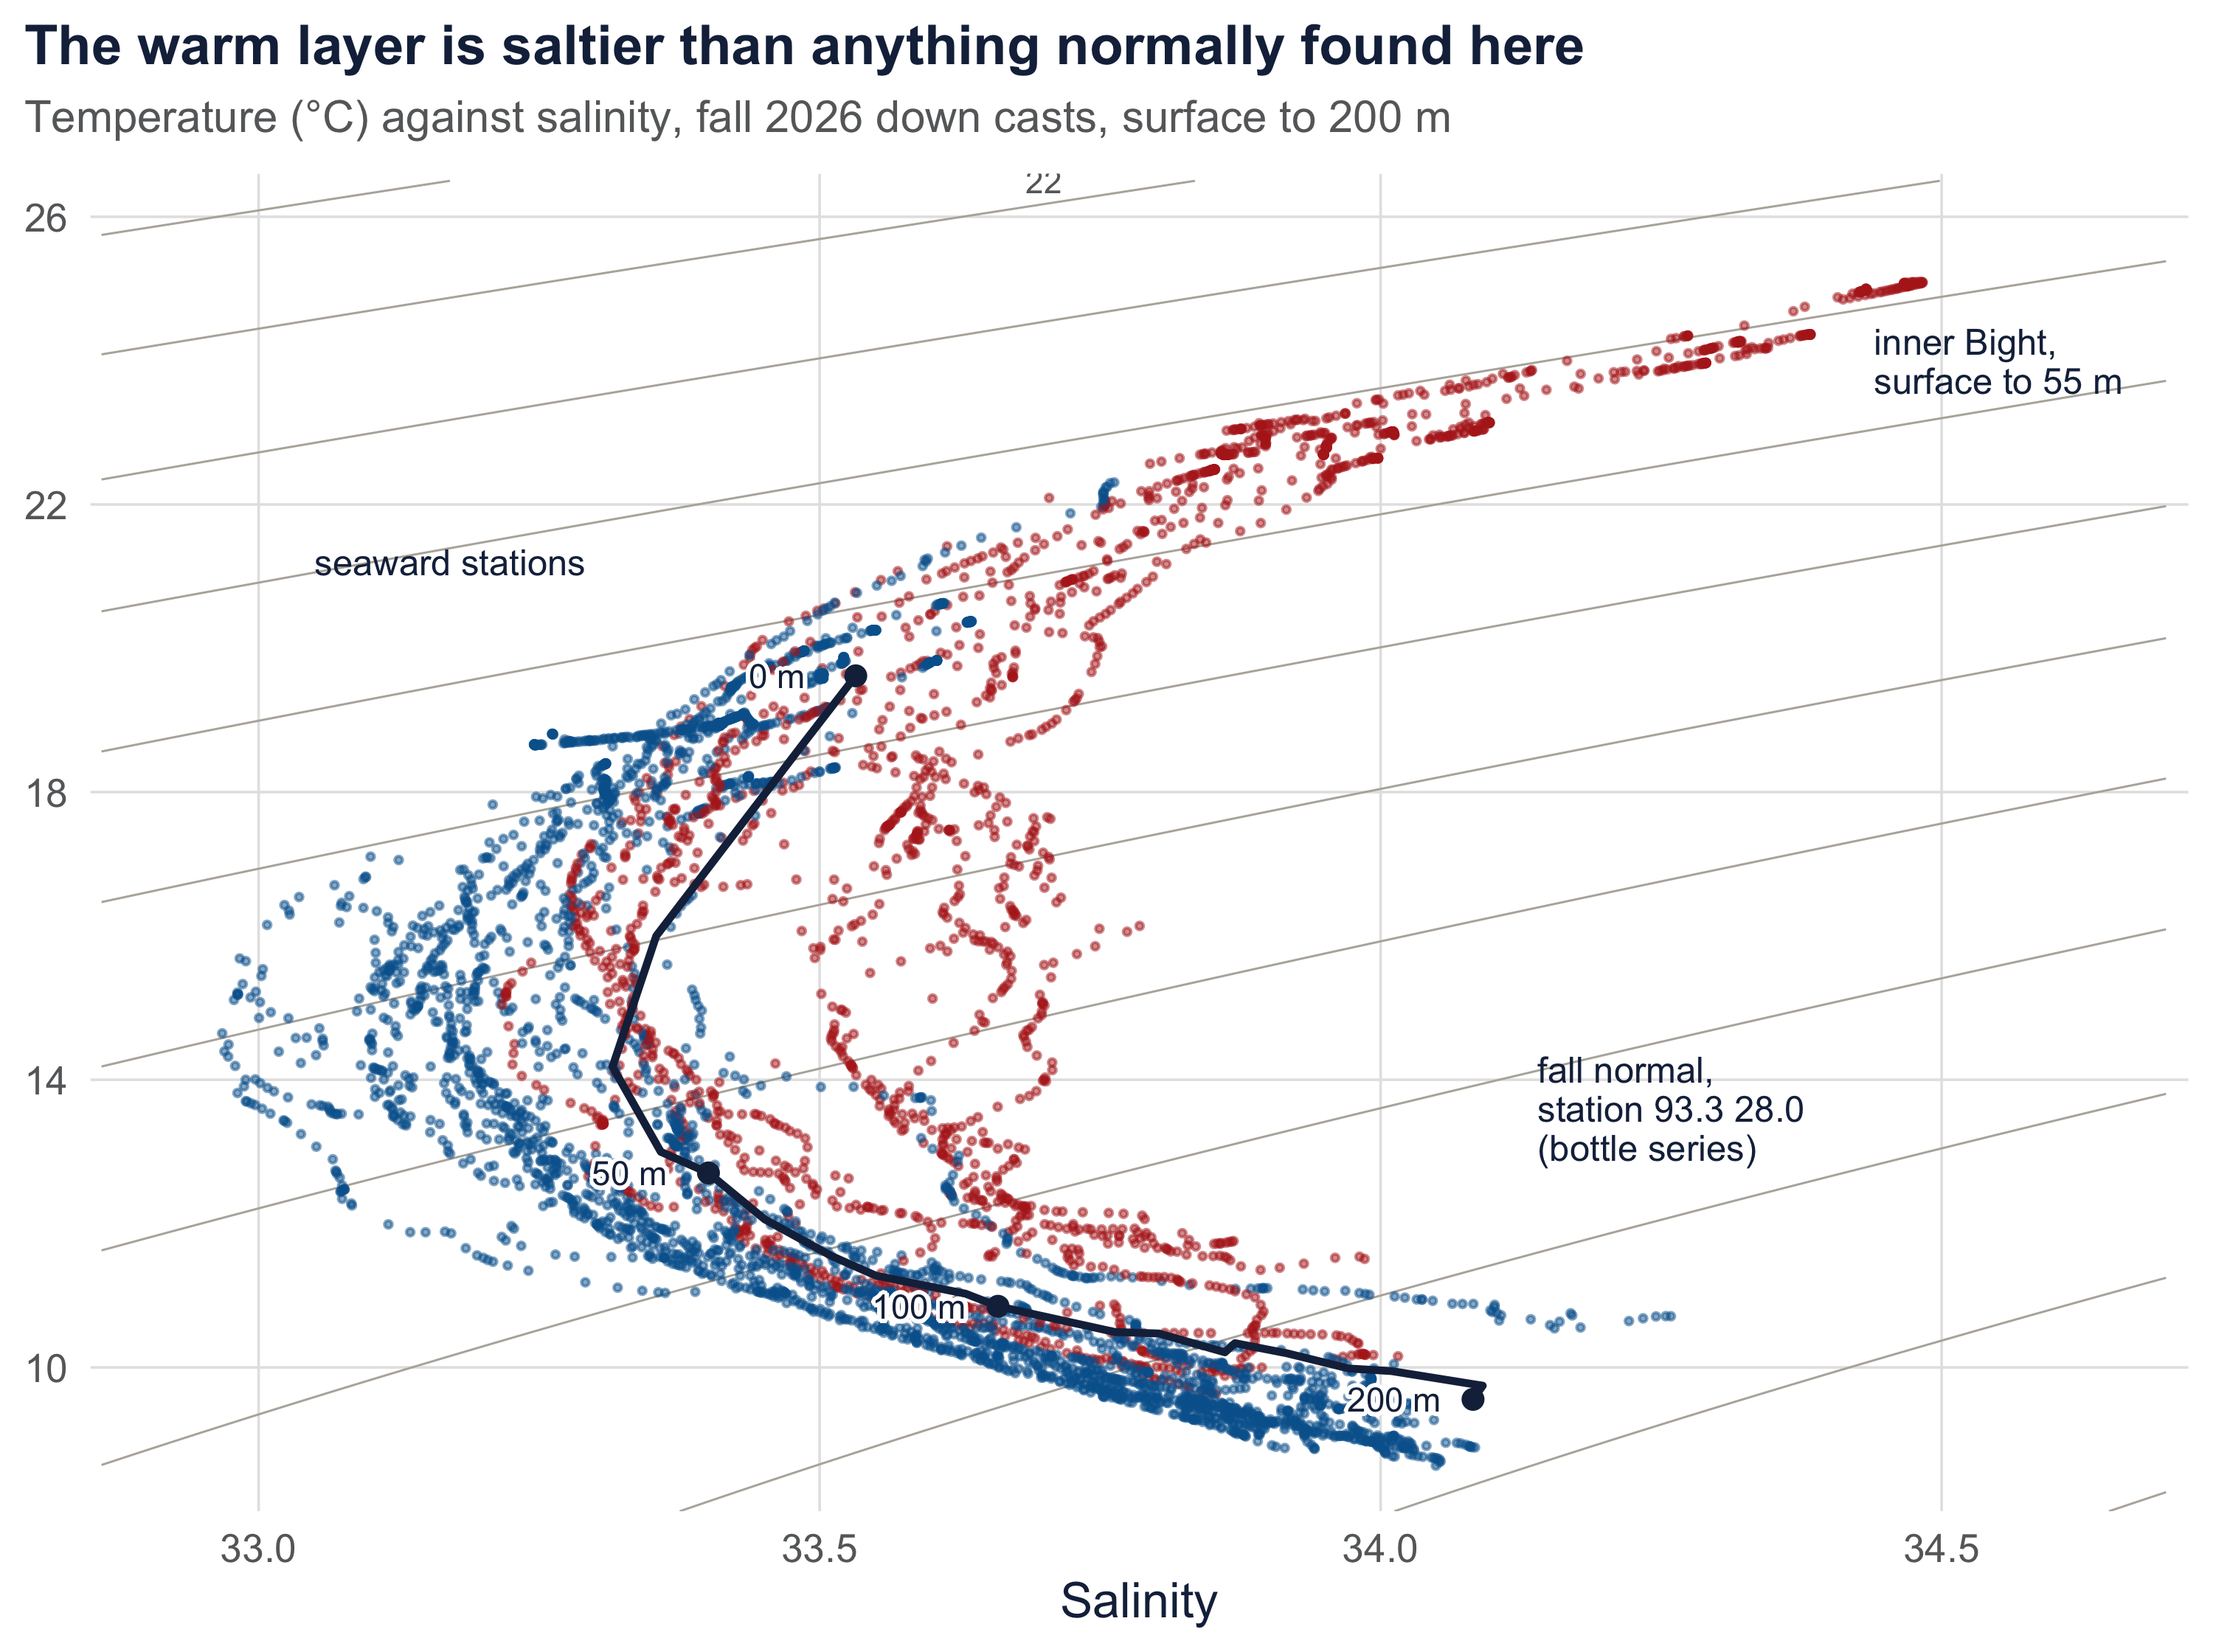 The warm layer is saltier than anything normally found here
Temperature (°C) against salinity, fall 2026 down casts, surface to 200 m
22
26
inner Bight,
surface to 55 m
22
seaward stations
0 m
18
14
fall normal,
station 93.3 28.0
(bottle series)
50 m
100 m
10
200 m
33.0
33.5
34.0
34.5
Salinity